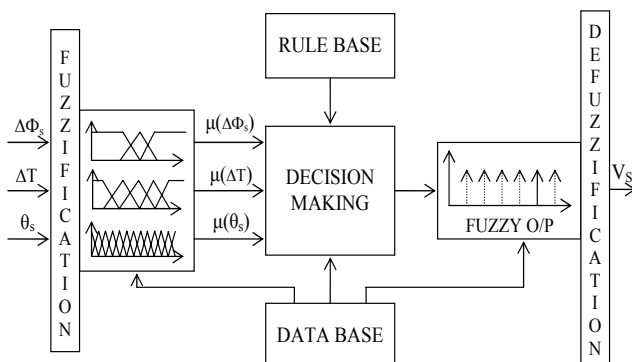 FUZZIFICATION
ΔΦs
ΔT
θs
μ(ΔΦs)
μ(ΔT)
μ(θs)
RULE BASE
DECISION
MAKING
DATA BASE
FUZZY O/P
DEFUZZIFICATION
VS